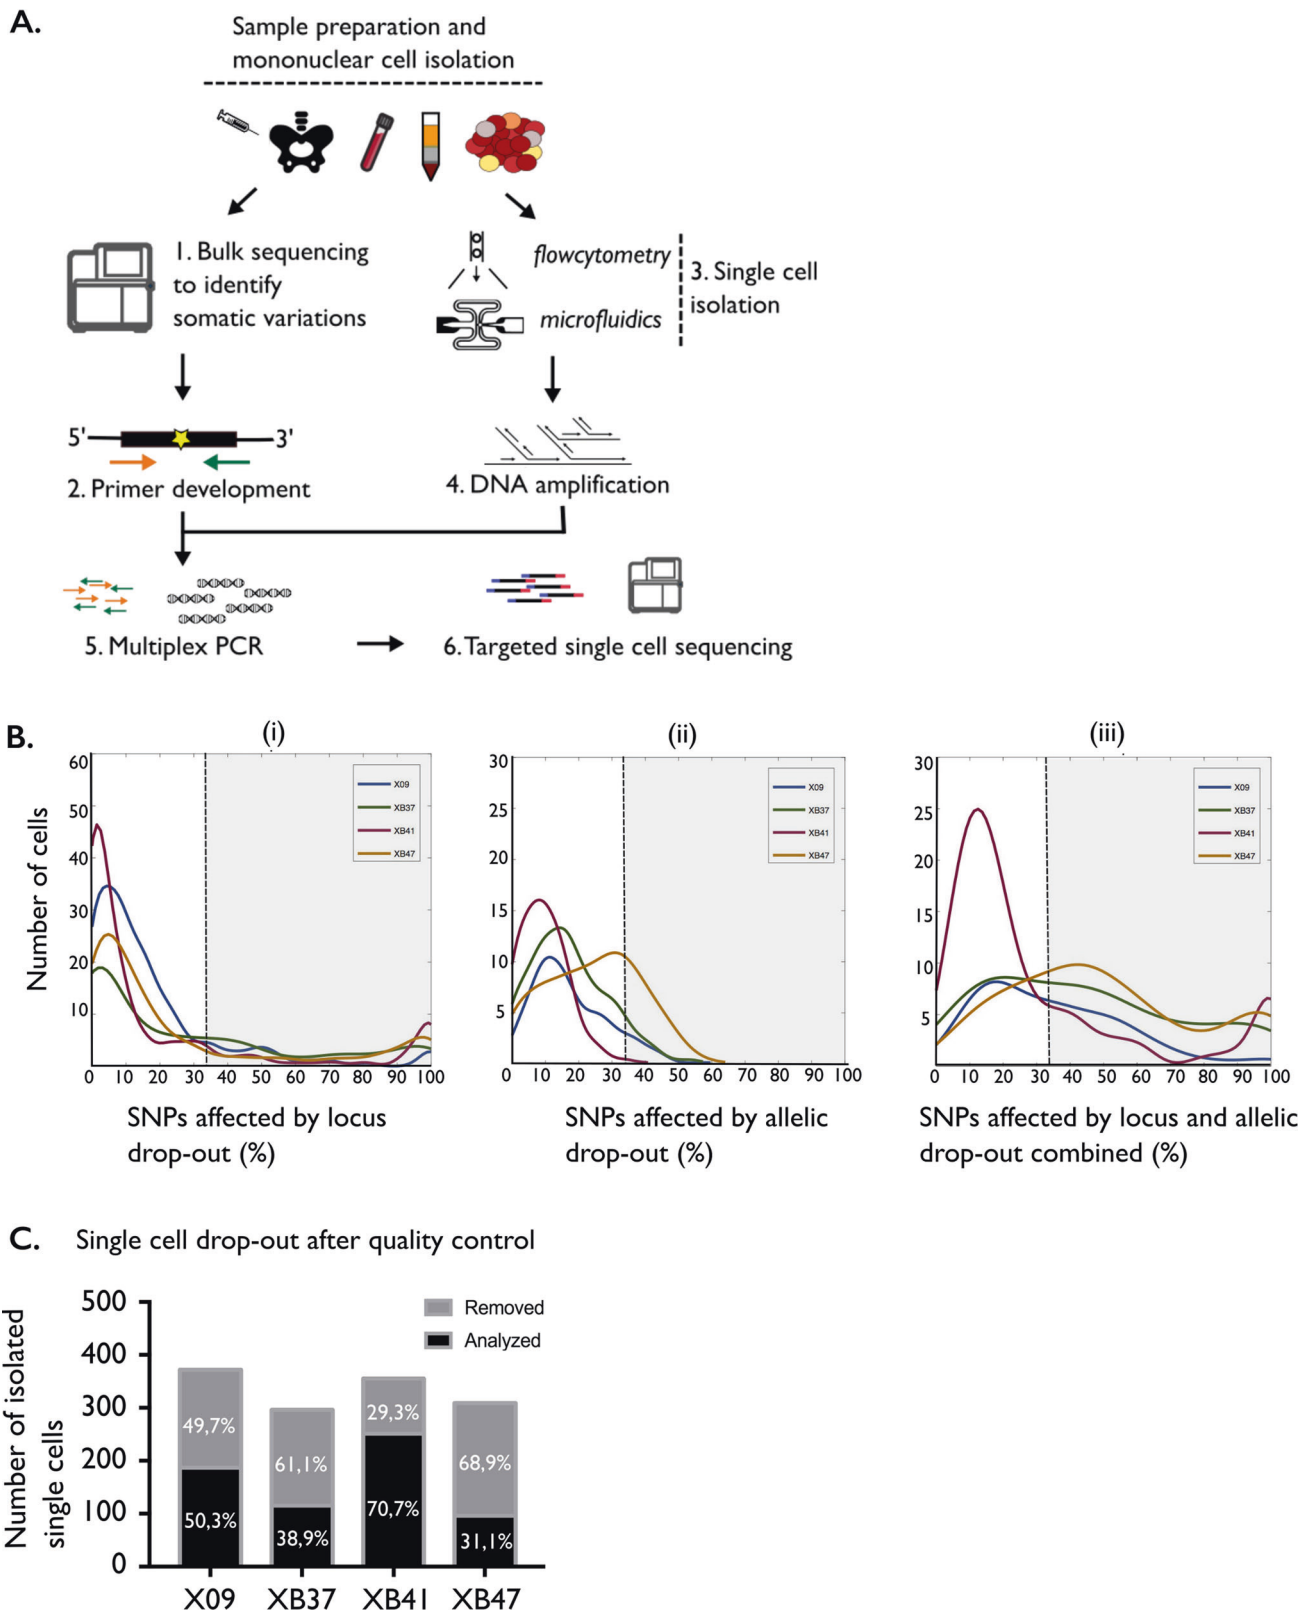 A.
Sample preparation and
mononuclear cell isolation
1. Bulk sequencing
to identify
somatic variations
flowcytometry
microfluidics
3. Single cell
isolation
5'
3'
2. Primer development
4. DNA amplification
5. Multiplex PCR
6. Targeted single cell sequencing
B.
(i)
(ii)
(iii)
Number of cells
60
50
40
30
20
10
0 10 20 30 40 50 60 70 80 90 100
X09
XB37
XB41
XB47
SNPs affected by locus
drop-out (%)
30
25
20
15
10
5
0 10 20 30 40 50 60 70 80 90 100
X09
XB37
XB41
XB47
SNPs affected by allelic
drop-out (%)
30
25
20
15
10
5
0 10 20 30 40 50 60 70 80 90 100
X09
XB37
XB41
XB47
SNPs affected by locus and allelic
drop-out combined (%)
C.
Single cell drop-out after quality control
Number of isolated
single cells
500
400
300
200
100
0
Removed
Analyzed
49,7%
61,1%
29,3%
68,9%
50,3%
38,9%
70,7%
31,1%
X09 XB37 XB41 XB47